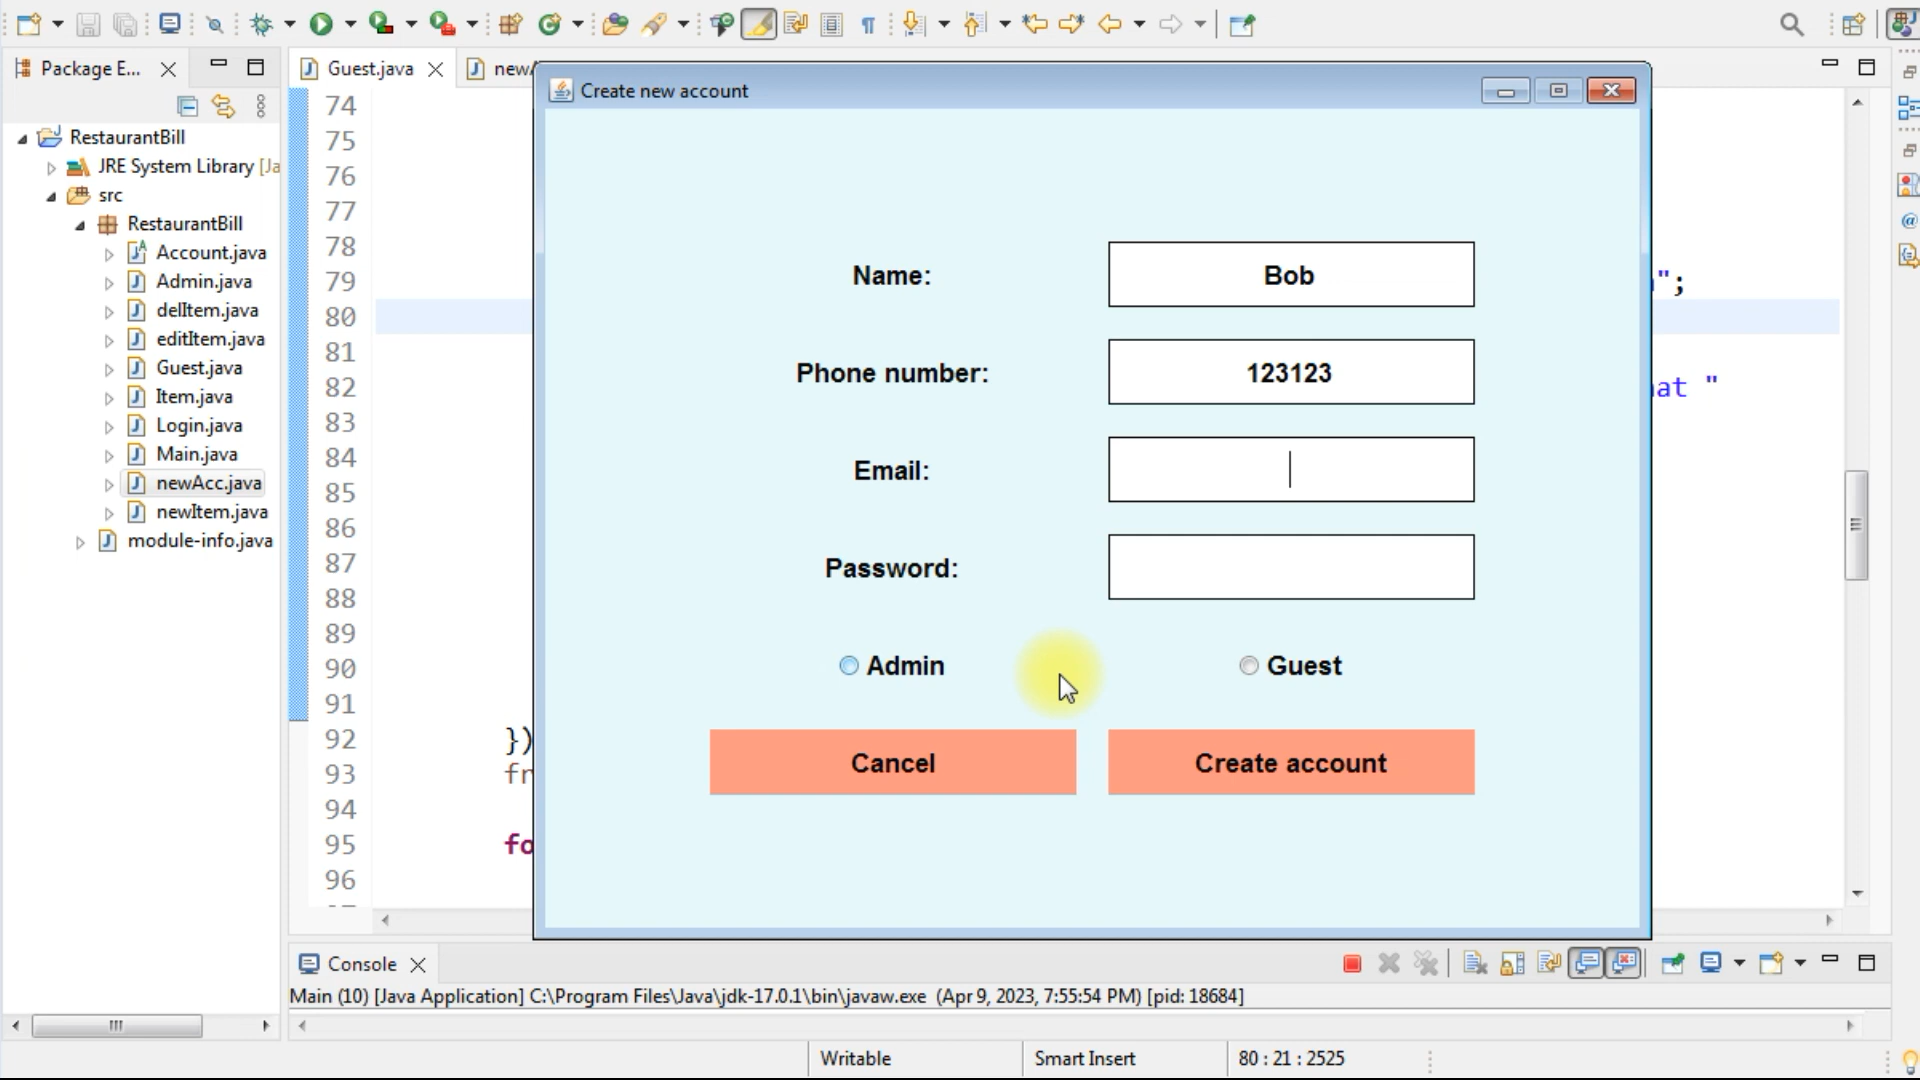 Package E...
Guest.java
newA
RestaurantBill
JRE System Library [Ja
src
RestaurantBill
Account.java
Admin.java
delItem.java
editItem.java
Guest.java
Item.java
Login.java
Main.java
newAcc.java
newItem.java
module-info.java
74
75
76
77
78
79
";
80
81
82
at "
83
84
85
86
87
88
89
90
91
92
})
93
fr
94
95
fo
96
Create new account
Name:
Bob
Phone number:
123123
Email:
Password:
Admin
Guest
Cancel
Create account
Console
Main (10) [Java Application] C:\Program Files\Java\jdk-17.0.1\bin\javaw.exe (Apr 9, 2023, 7:55:54 PM) [pid: 18684]
Writable
Smart Insert
80 : 21 : 2525